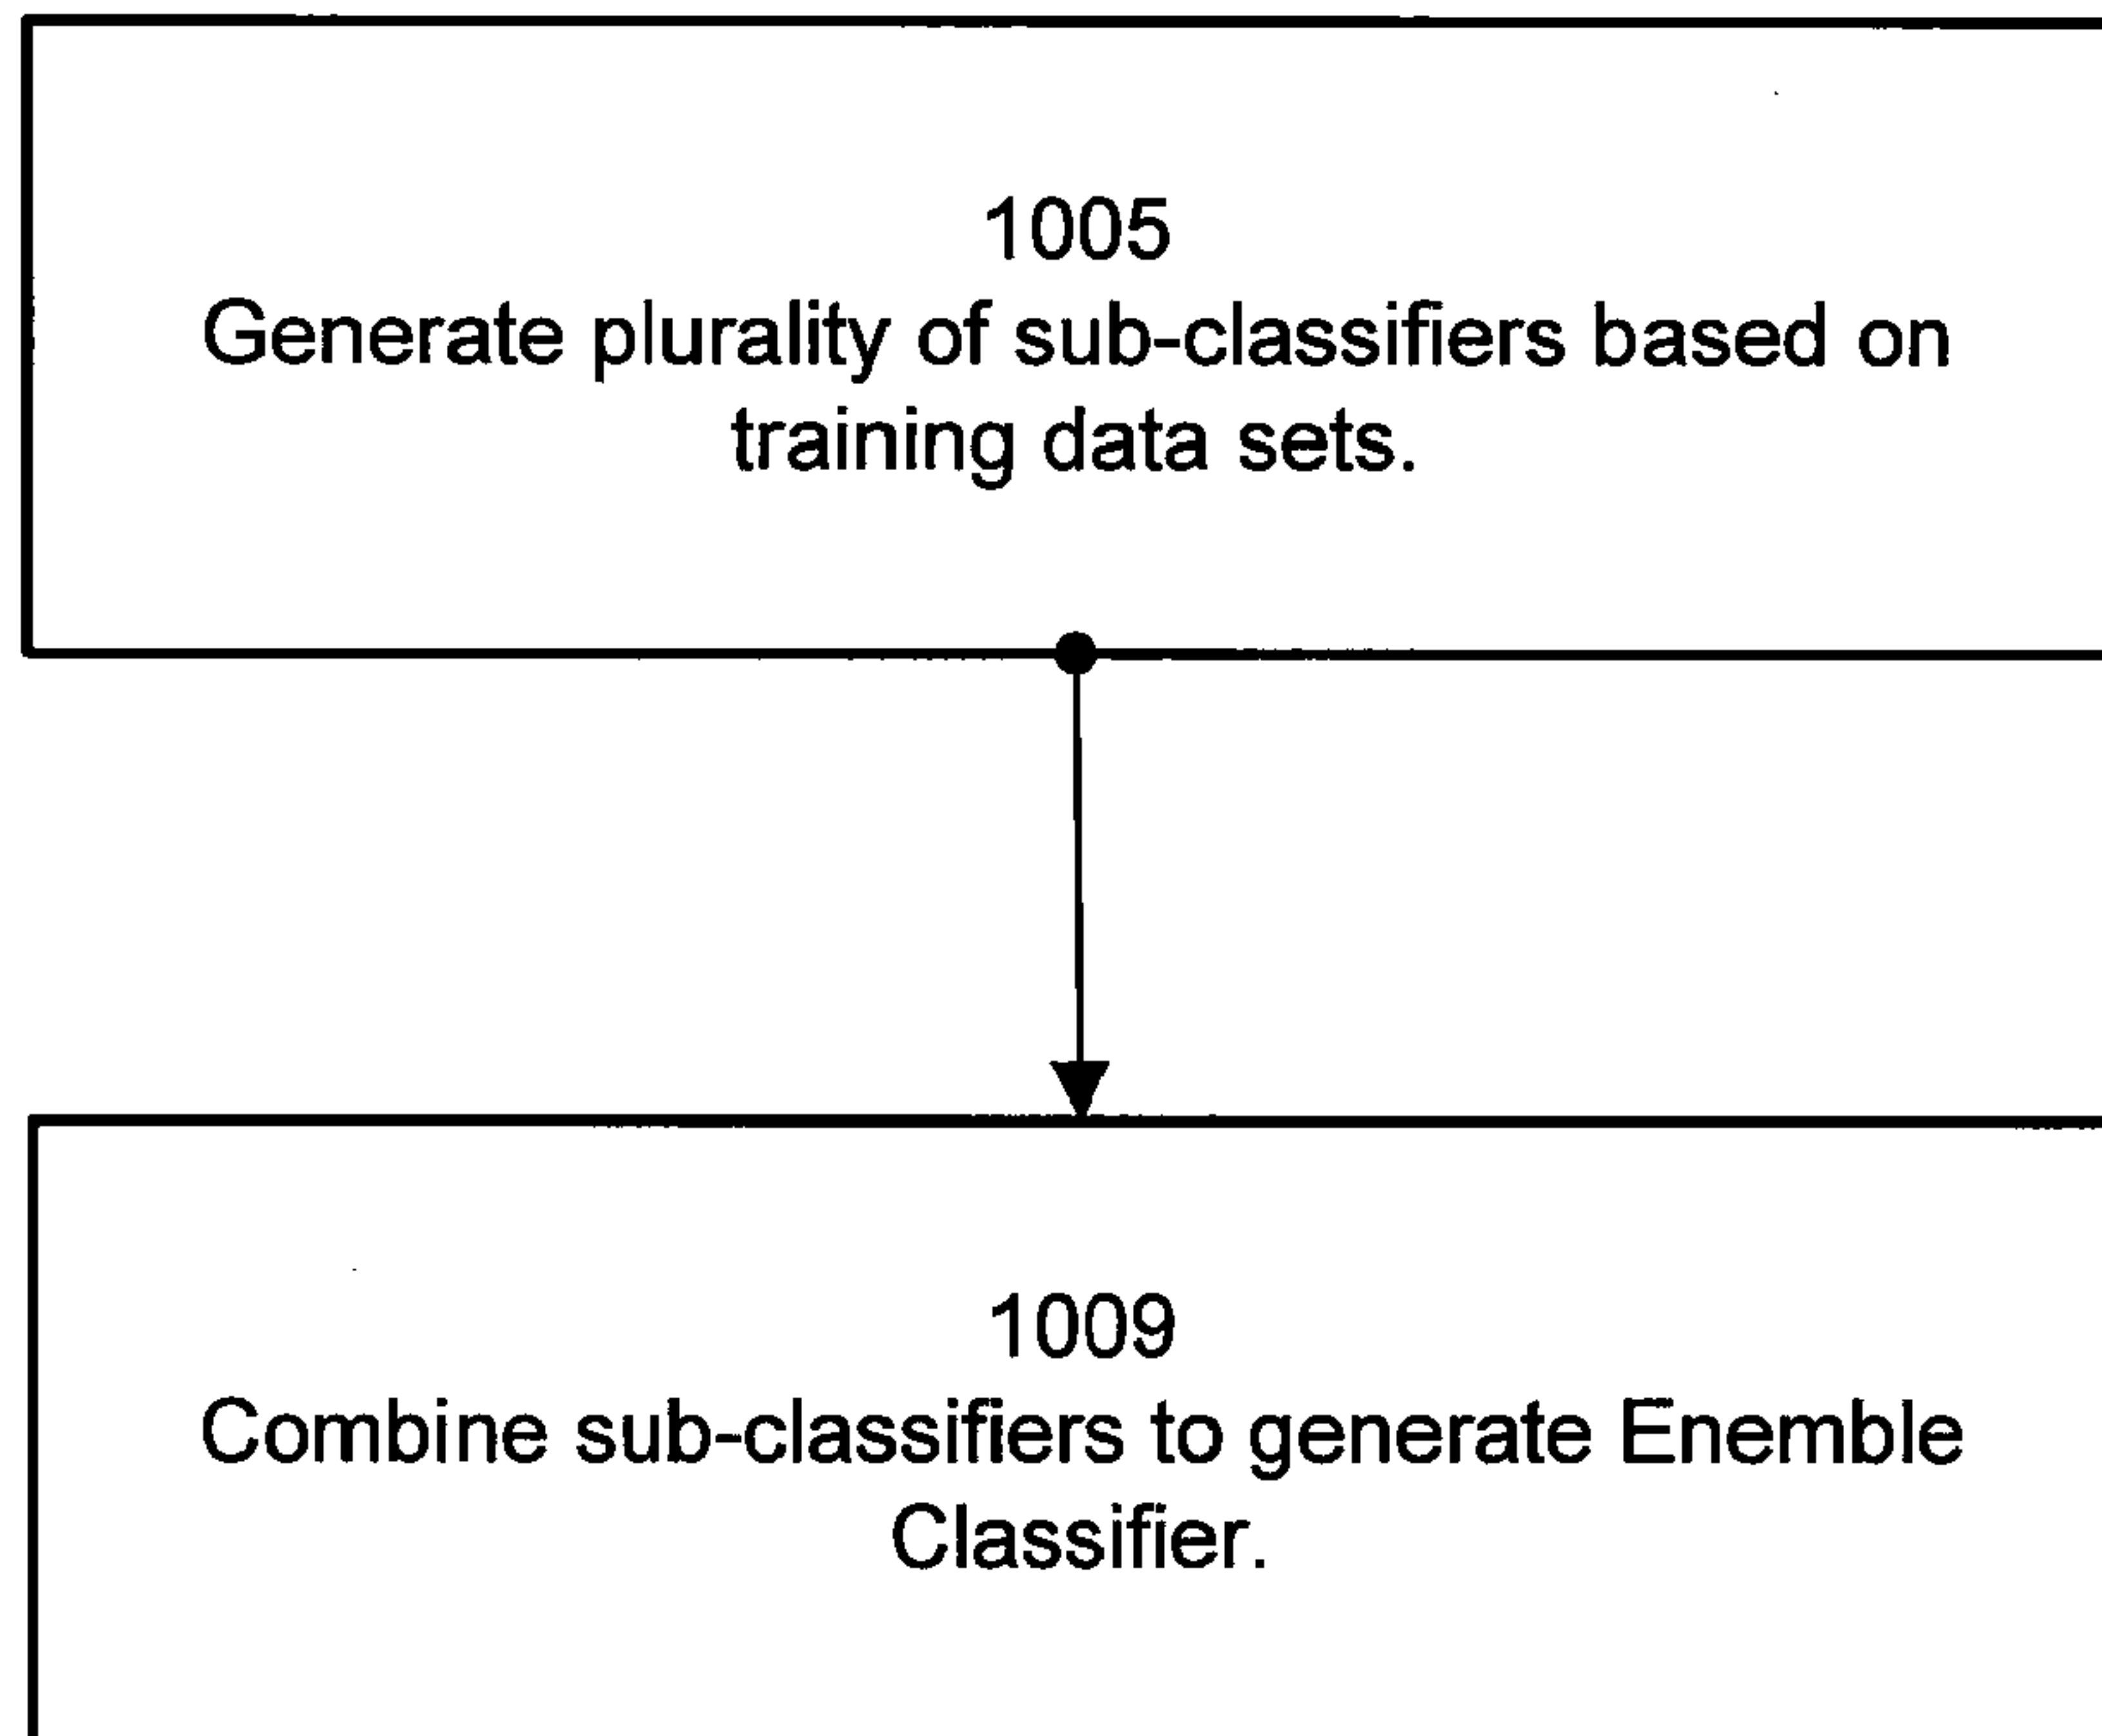 1005
Generate plurality of sub-classifiers based on
training data sets.
1009
Combine sub-classifiers to generate Enemble
Classifier.